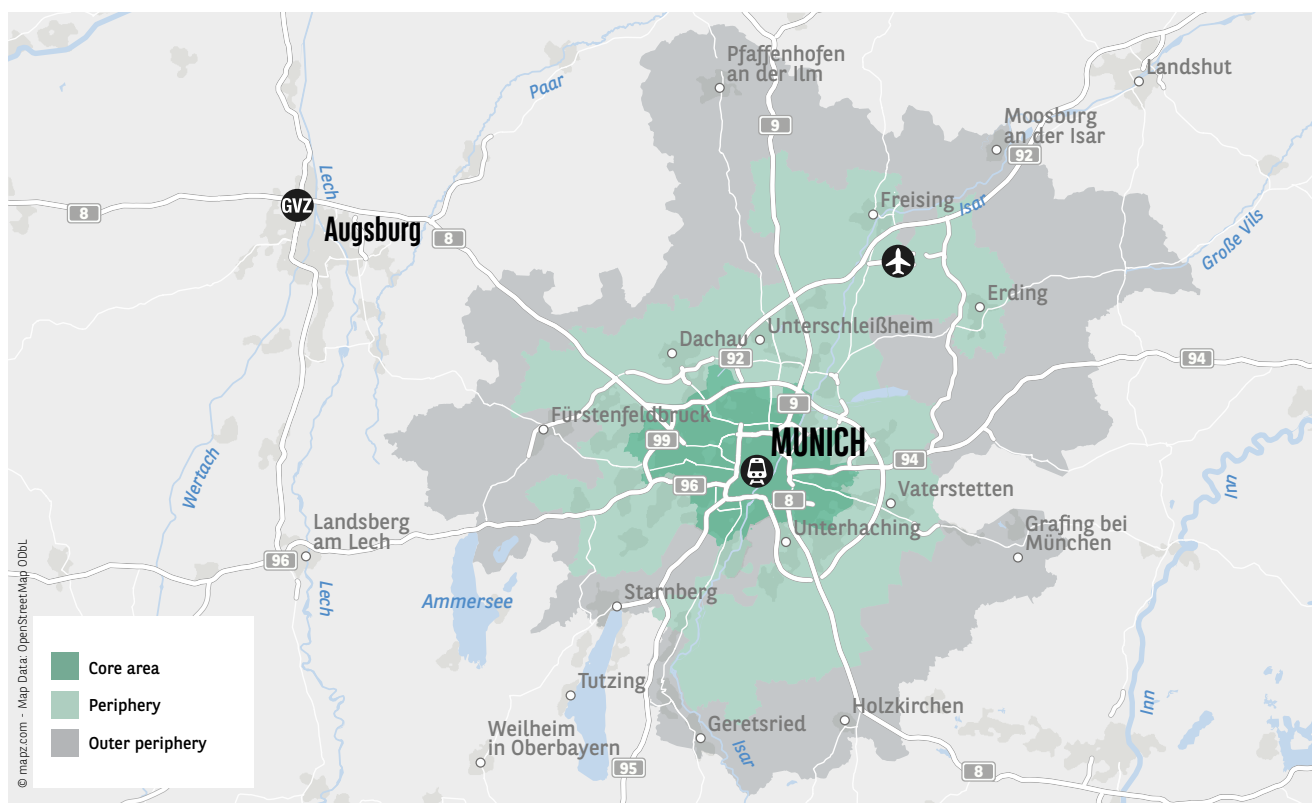 Pfaffenhofen
an der Ilm
Landshut
Paar
9
Moosburg
an der Isar
92
Lech
Freising
Isar
GVZ
8
Augsburg
8
Große Vils
Erding
Unterschleißheim
Dachau
92
94
9
Fürstenfeldbruck
99
MUNICH
94
96
8
Vaterstetten
Wertach
Inn
Landsberg
am Lech
Unterhaching
Grafing bei
München
96
Lech
Starnberg
Ammersee
Core area
Periphery
Outer periphery
Tutzing
Inn
Holzkirchen
Weilheim
in Oberbayern
Geretsried
Isar
95
8
© mapz.com - Map Data: OpenStreetMap ODbL